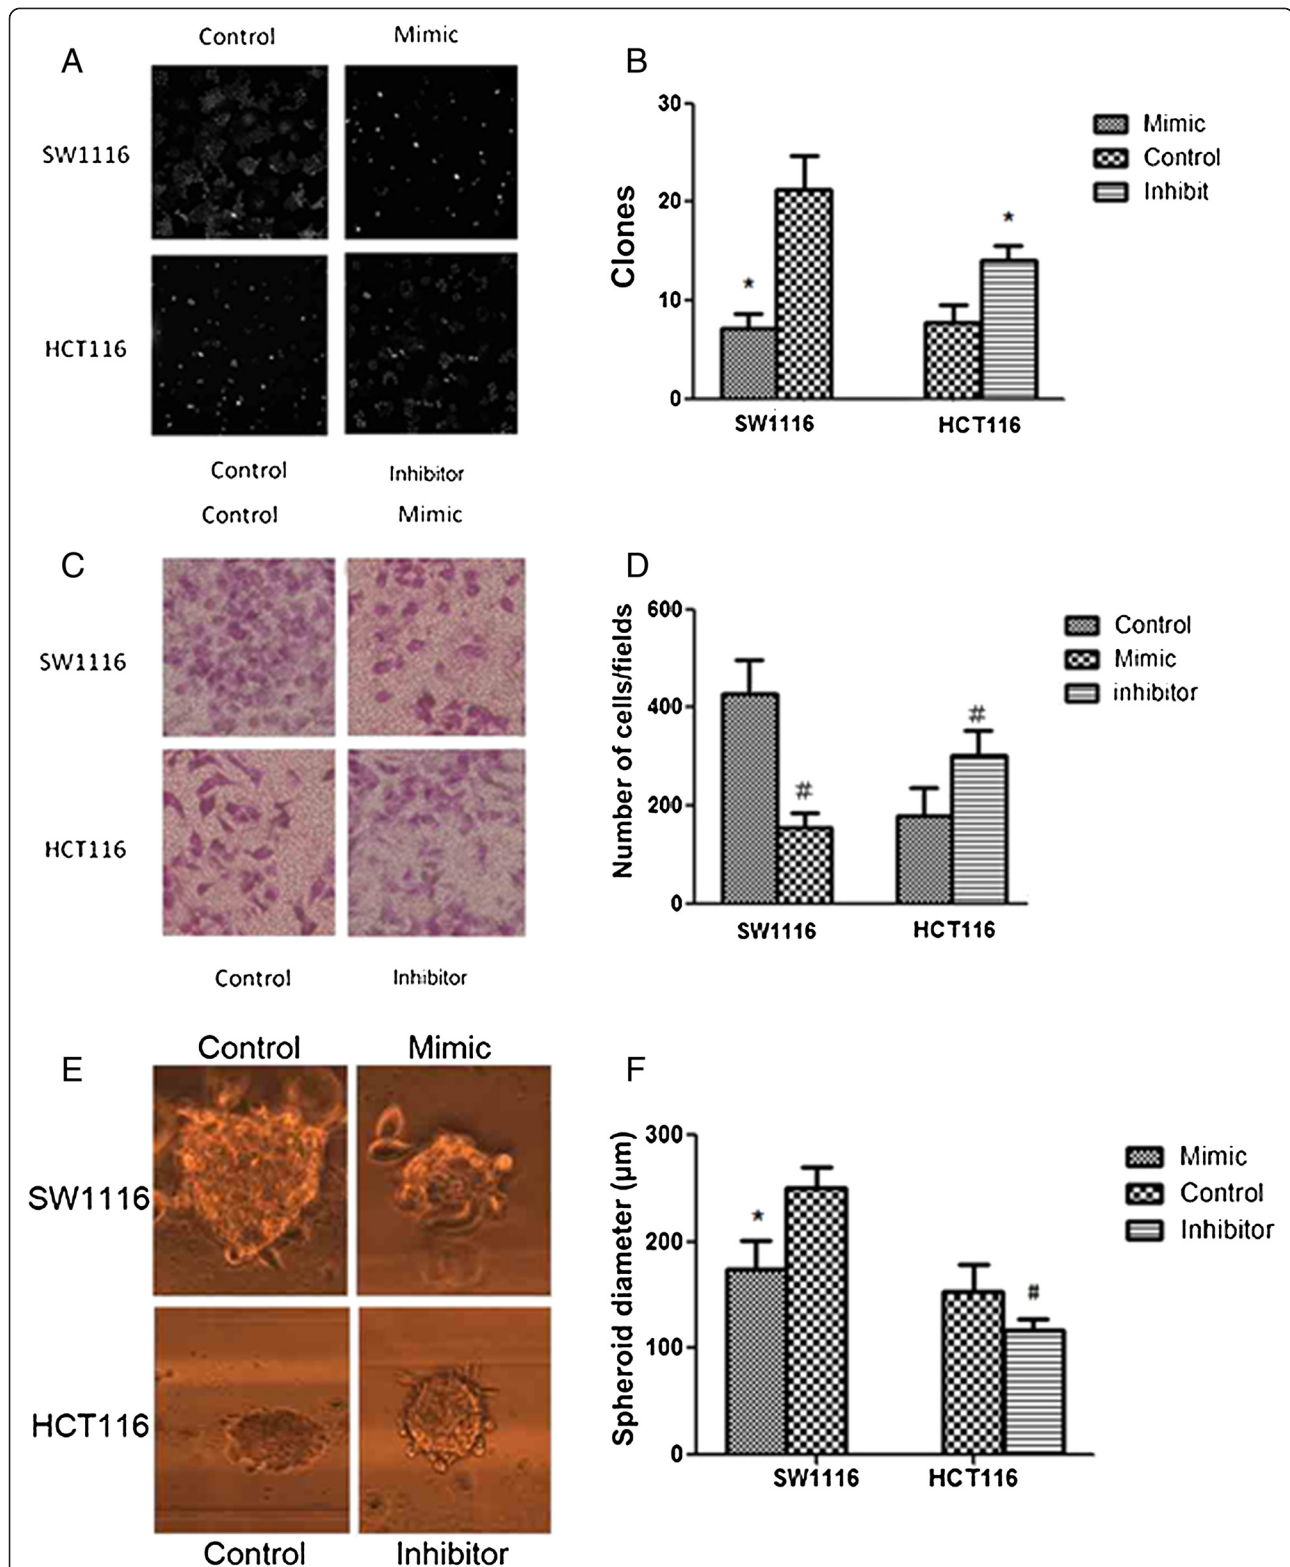 A
Control Mimic
SW1116
HCT116
Control Inhibitor
B
30
20
10
0
Clones
*
*
SW1116 HCT116
Mimic
Control
Inhibit
C
Control Mimic
SW1116
HCT116
Control Inhibitor
D
600
400
200
0
Number of cells/fields
#
#
SW1116 HCT116
Control
Mimic
inhibitor
E
Control Mimic
SW1116
HCT116
Control Inhibitor
F
300
200
100
0
Spheroid diameter (μm)
*
#
SW1116 HCT116
Mimic
Control
Inhibitor